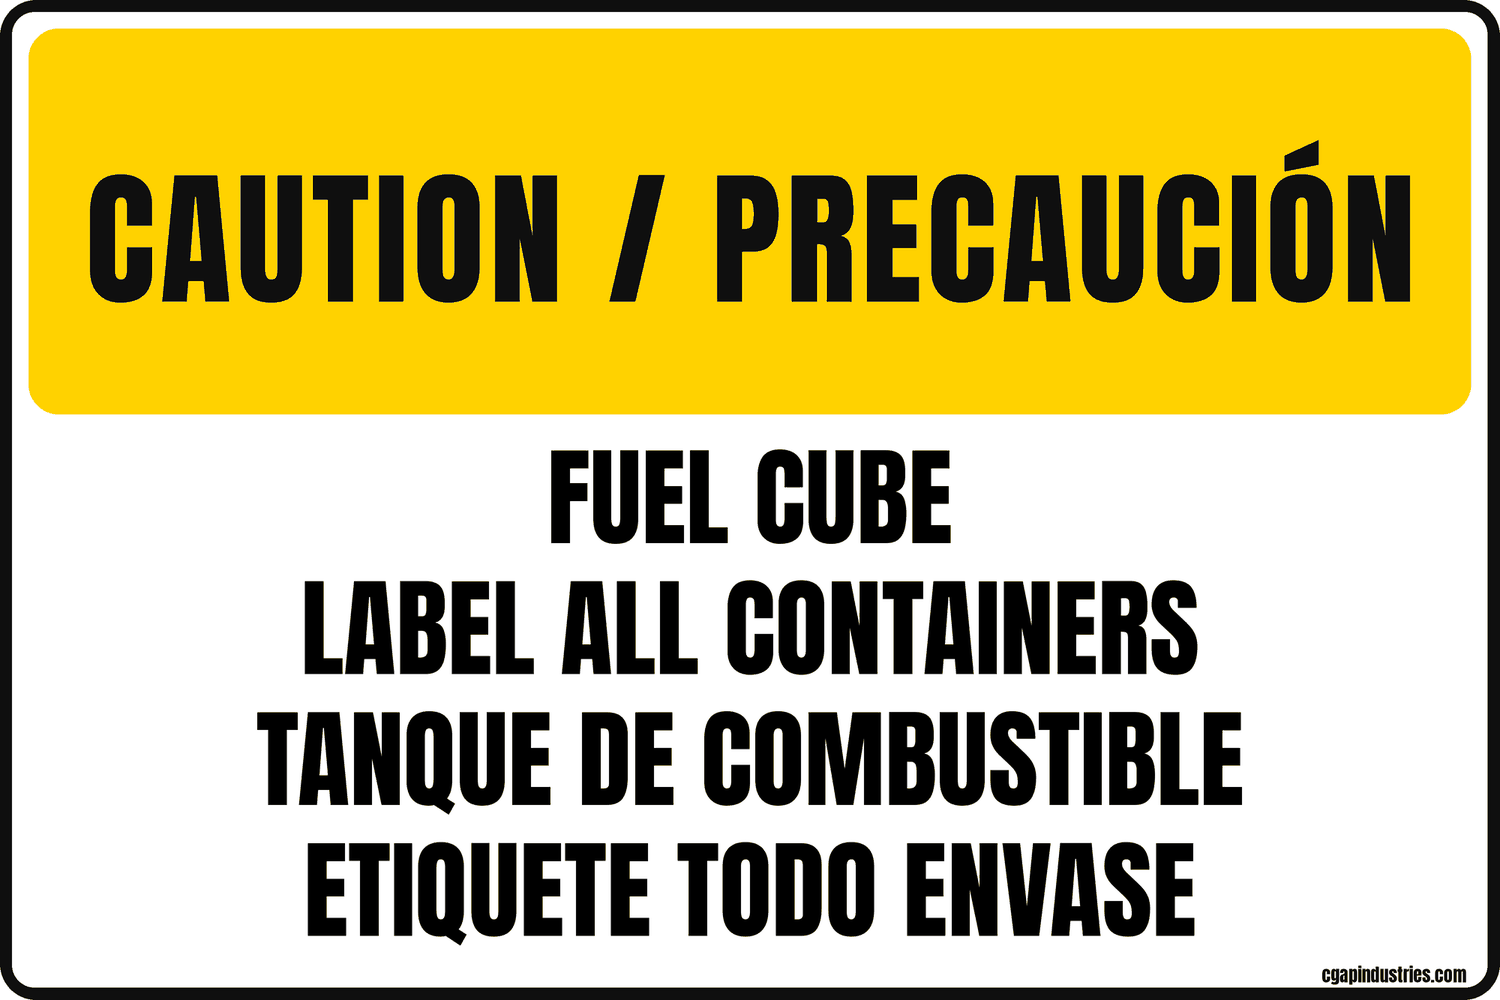 CAUTION / PRECAUCIÓN
FUEL CUBE
LABEL ALL CONTAINERS
TANQUE DE COMBUSTIBLE
ETIQUETE TODO ENVASE
cgapindustries.com